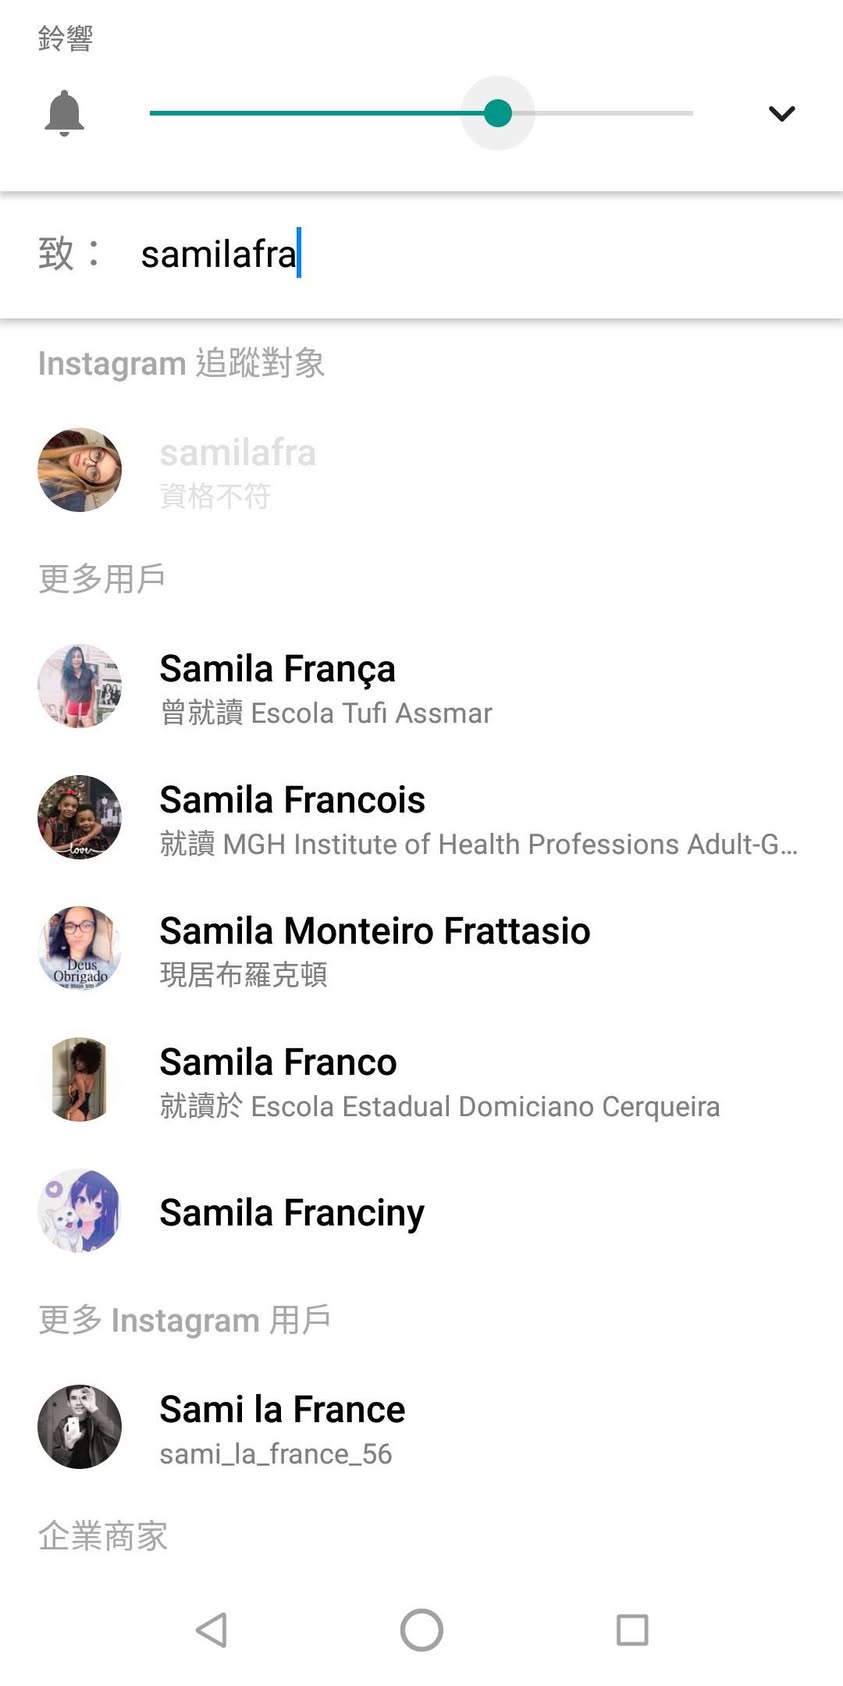 鈴響
致： samilafra
Instagram 追蹤對象
samilafra
資格不符
更多用戶
Samila França
曾就讀 Escola Tufi Assmar
Samila Francois
就讀 MGH Institute of Health Professions Adult-G...
love
Samila Monteiro Frattasio
現居布羅克頓
Deus
Obrigado
Samila Franco
就讀於 Escola Estadual Domiciano Cerqueira
Samila Franciny
更多 Instagram 用戶
Sami la France
sami_la_france_56
企業商家